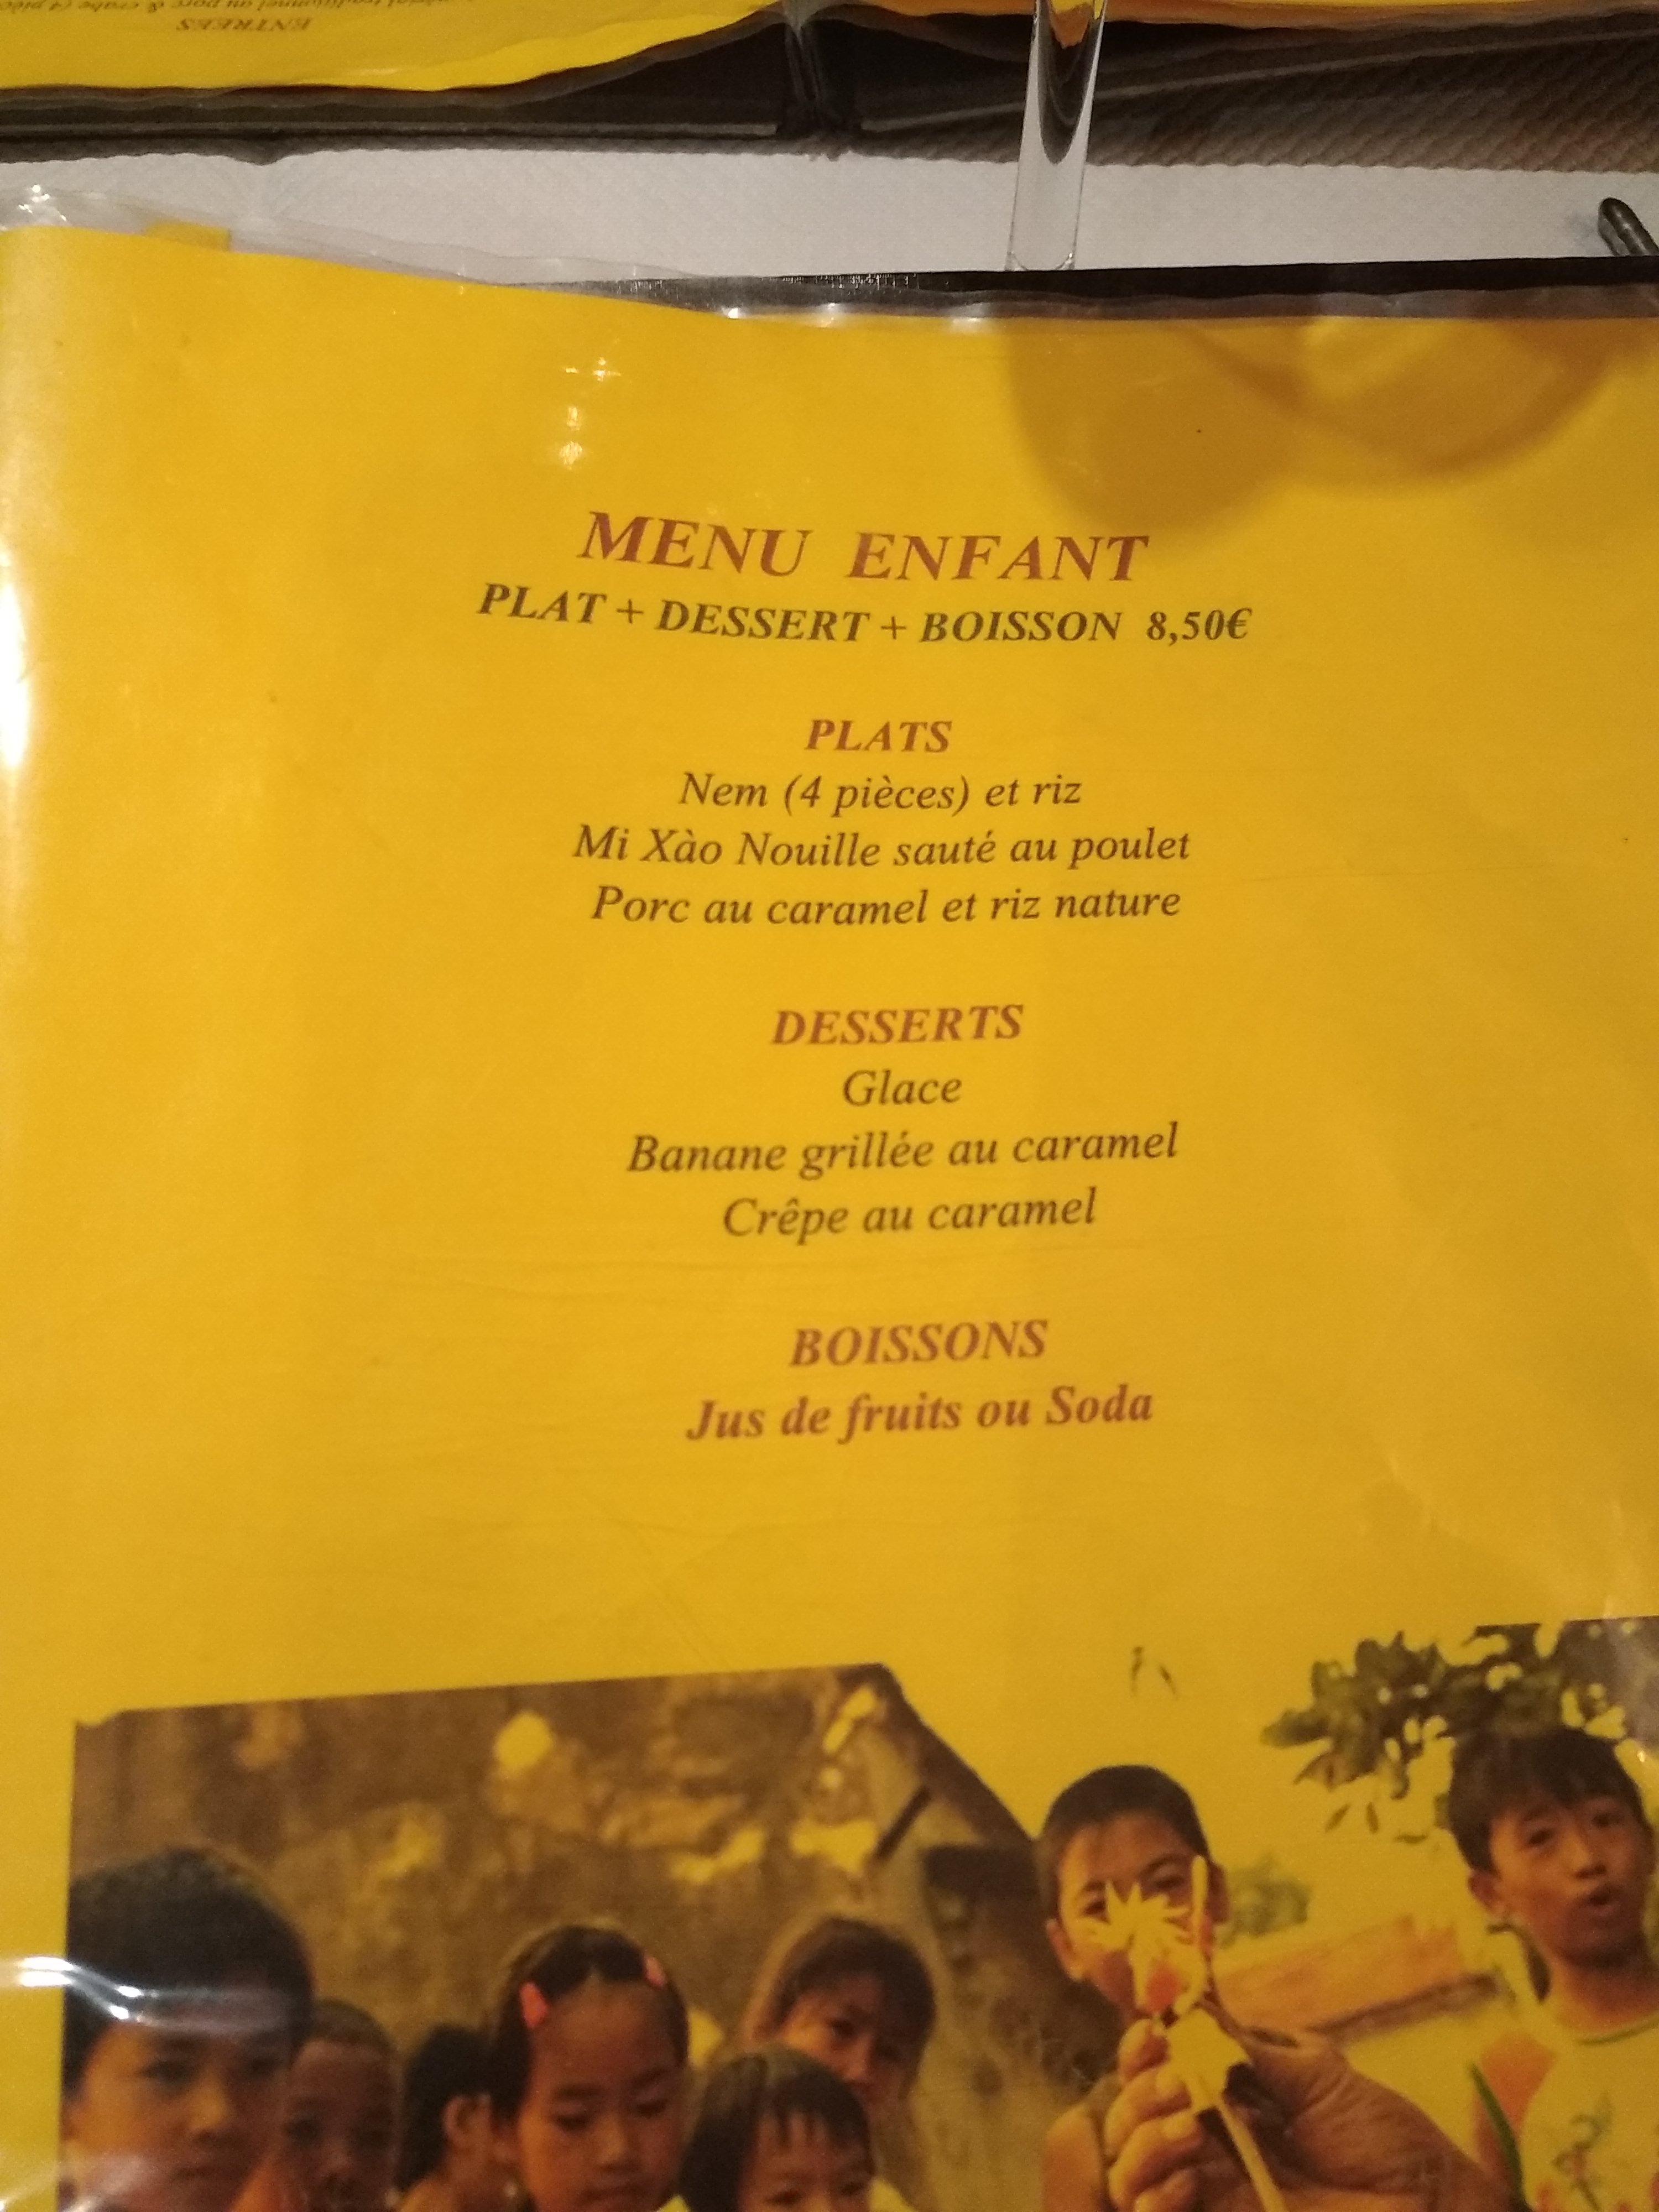 ENTREES
MENU ENFANT
PLAT + DESSERT + BOISSON 8,50€
PLATS
Nem (4 pièces) et riz
Mi Xào Nouille sauté au poulet
Porc au caramel et riz nature
DESSERTS
Glace
Banane grillée au caramel
Crêpe au caramel
BOISSONS
Jus de fruits ou Soda